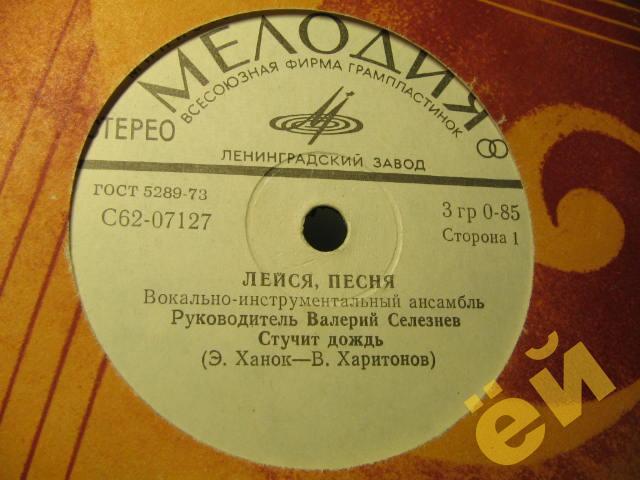 МЕЛОДИЯ
ВСЕСОЮЗНАЯ ФИРМА ГРАМПЛАСТИНОК
СТЕРЕО
ЛЕНИНГРАДСКИЙ ЗАВОД
ГОСТ 5289-73
С62-07127
3 гр 0-85
Сторона 1
ЛЕЙСЯ, ПЕСНЯ
Вокально-инструментальный ансамбль
Руководитель Валерий Селезнев
Стучит дождь
(Э. Ханок—В. Харитонов)
ёй